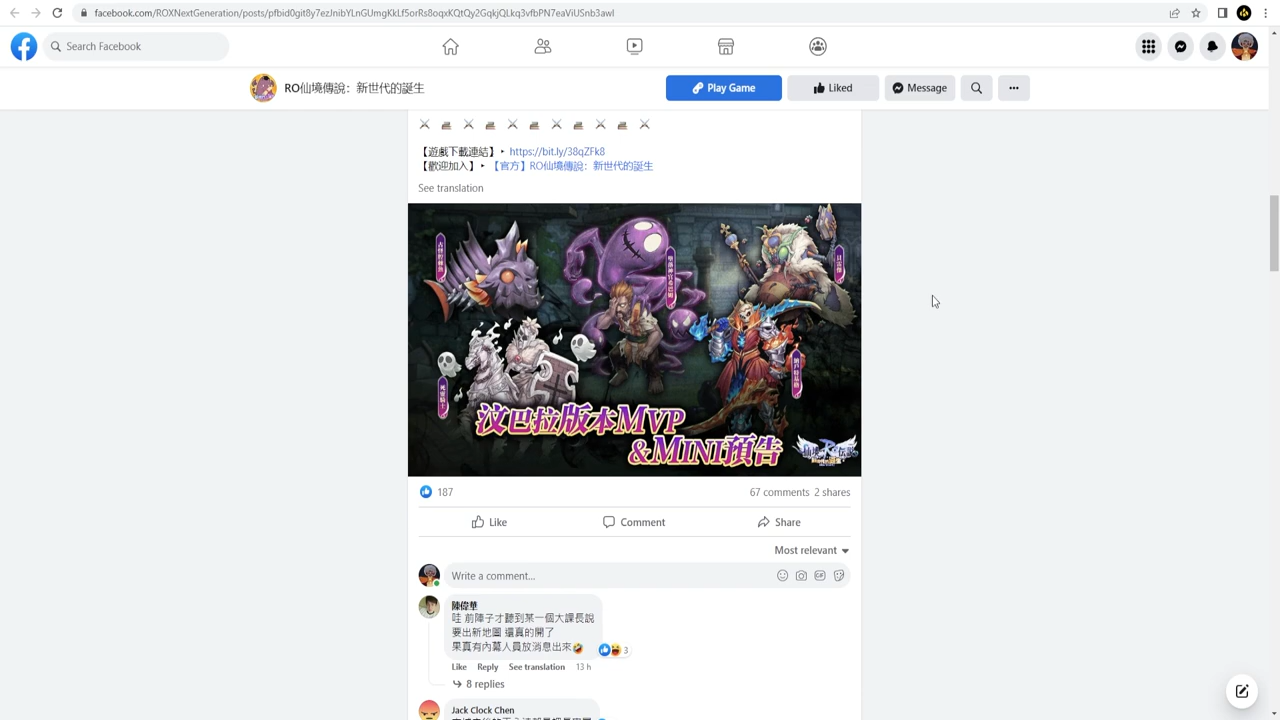 facebook.com/ROXNextGeneration/posts/pfbid0git8y7ezJnibYLnGUmgKkLf5orRs8oqxKQtQy2GqkjQLkq3vfbPN7eaViUSnb3awl
Search Facebook
RO仙境傳說：新世代的誕生
Play Game
Liked
Message
【遊戲下載連結】‣ https://bit.ly/38qZFk8
【歡迎加入】‣ 【官方】RO仙境傳說：新世代的誕生
See translation
死靈騎士
汶巴拉版本MVP
&MINI預告
187
67 comments 2 shares
Like
Comment
Share
Most relevant
Write a comment...
陳偉華
哇 前陣子才聽到某一個大課長說
要出新地圖 還真的開了
果真有內幕人員放消息出來🤣
3
Like Reply See translation 13 h
8 replies
Jack Clock Chen